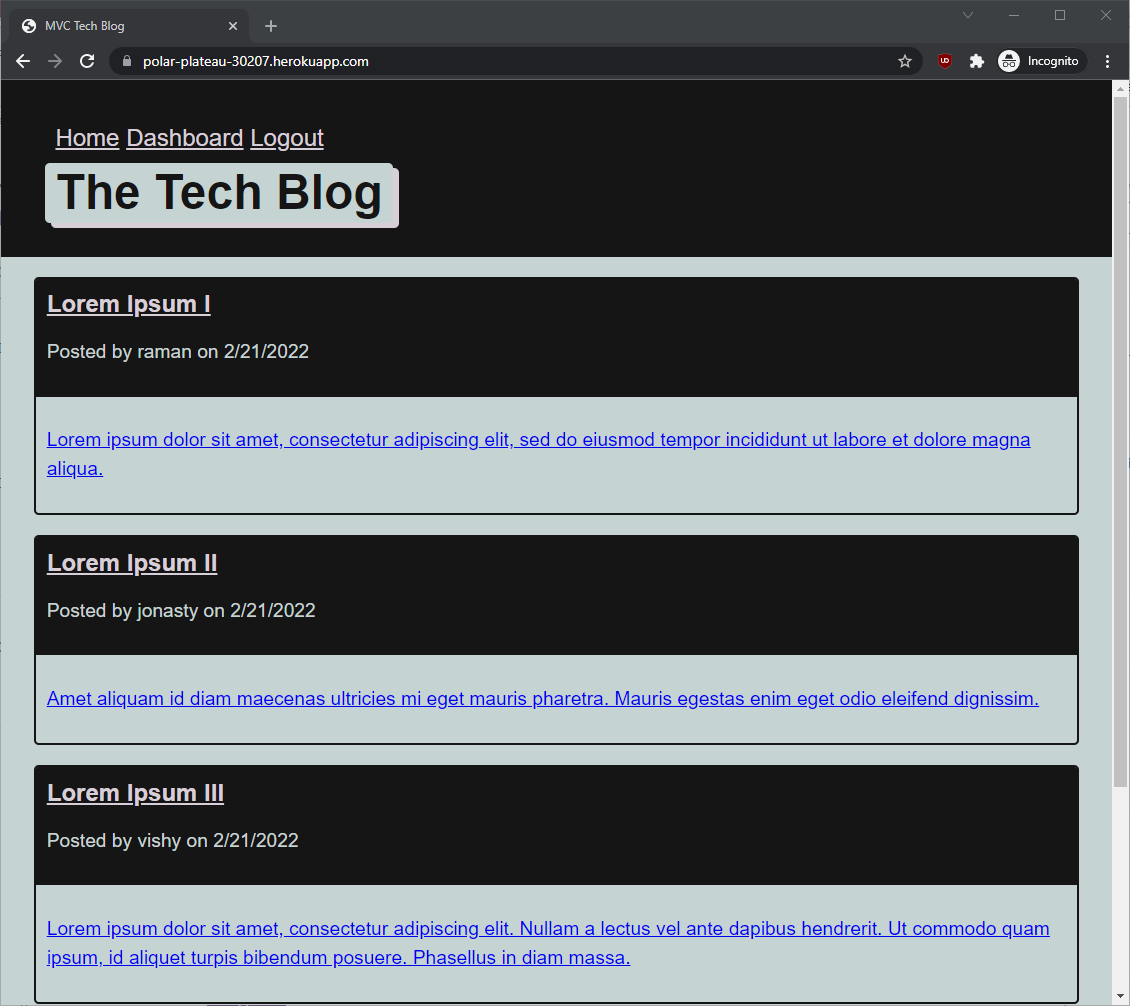 MVC Tech Blog
polar-plateau-30207.herokuapp.com
Incognito
Home Dashboard Logout
The Tech Blog
Lorem Ipsum I
Posted by raman on 2/21/2022
Lorem ipsum dolor sit amet, consectetur adipiscing elit, sed do eiusmod tempor incididunt ut labore et dolore magna
aliqua.
Lorem Ipsum II
Posted by jonasty on 2/21/2022
Amet aliquam id diam maecenas ultricies mi eget mauris pharetra. Mauris egestas enim eget odio eleifend dignissim.
Lorem Ipsum III
Posted by vishy on 2/21/2022
Lorem ipsum dolor sit amet, consectetur adipiscing elit. Nullam a lectus vel ante dapibus hendrerit. Ut commodo quam
ipsum, id aliquet turpis bibendum posuere. Phasellus in diam massa.